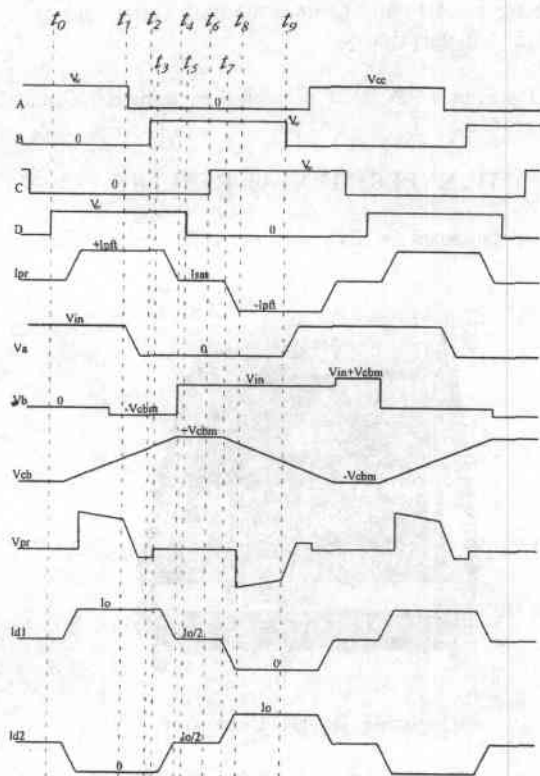 t0 t1 t2 t4 t6 t8 t9
t3 t5 t7
A Vc 0 Vcc
B 0 Vc
C 0 Vc
D Vc 0
Ipr +Ipft Isas -Ipft
Va Vin 0
Vb 0 -Vcbm Vin Vin+Vcbm
Vcb +Vcbm -Vcbm
Vpr
Id1 Io Io/2 0
Id2 0 Io/2 Io